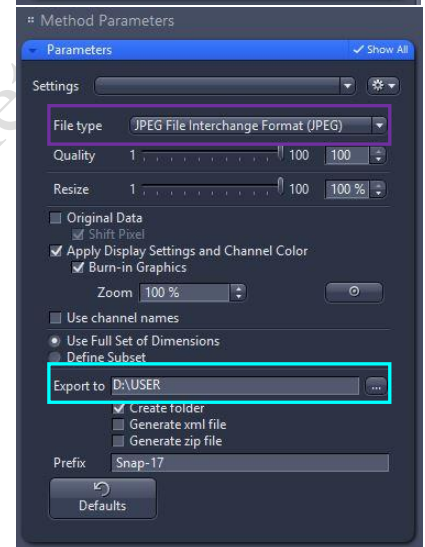 Method Parameters
Parameters Show All
Settings
File type JPEG File Interchange Format (JPEG)
Quality 1 100 100
Resize 1 100 100 %
Original Data
Shift Pixel
Apply Display Settings and Channel Color
Burn-in Graphics
Zoom 100 %
Use channel names
Use Full Set of Dimensions
Define Subset
Export to D:\USER ...
Create folder
Generate xml file
Generate zip file
Prefix Snap-17
Defaults